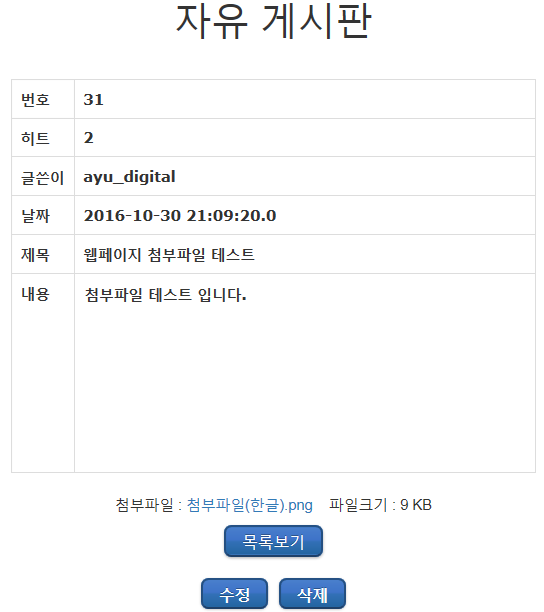 자유 게시판
번호 31
히트 2
글쓴이 ayu_digital
날짜 2016-10-30 21:09:20.0
제목 웹페이지 첨부파일 테스트
내용 첨부파일 테스트 입니다.
첨부파일 : 첨부파일(한글).png 파일크기 : 9 KB
목록보기
수정 삭제